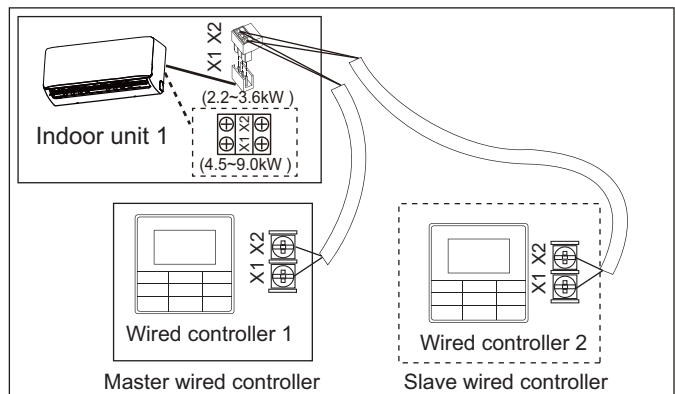 X1 X2
(2.2~3.6kW )
Indoor unit 1
X1 X2
(4.5~9.0kW )
X1 X2
Wired controller 1
Master wired controller
X1 X2
Wired controller 2
Slave wired controller